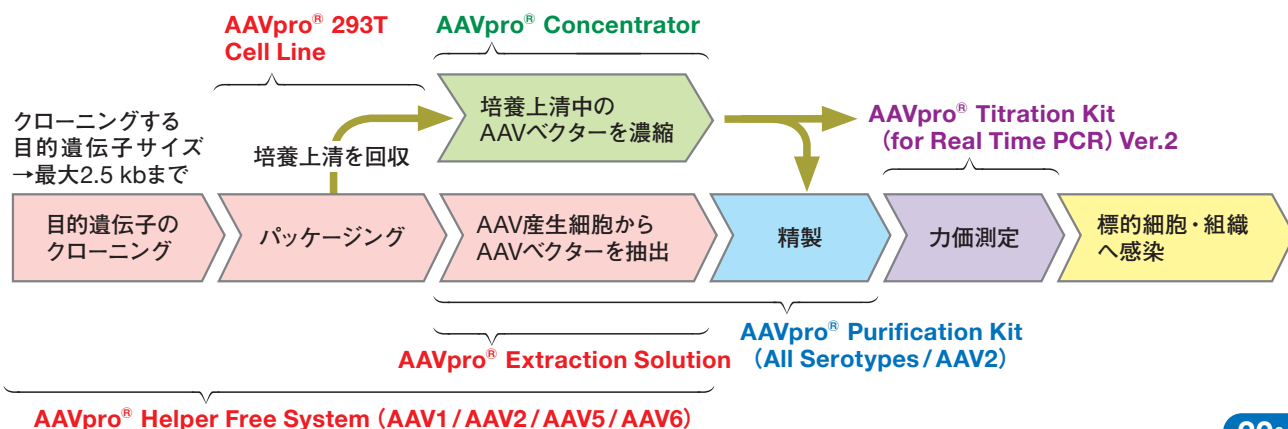 AAVpro® 293T
Cell Line
AAVpro® Concentrator
クローニングする
目的遺伝子サイズ
→最大2.5 kbまで
培養上清を回収
培養上清中の
AAVベクターを濃縮
AAVpro® Titration Kit
(for Real Time PCR) Ver.2
目的遺伝子の
クローニング
パッケージング
AAV産生細胞から
AAVベクターを抽出
精製
力価測定
標的細胞・組織
へ感染
AAVpro® Purification Kit
(All Serotypes/AAV2)
AAVpro® Extraction Solution
AAVpro® Helper Free System (AAV1/AAV2/AAV5/AAV6)